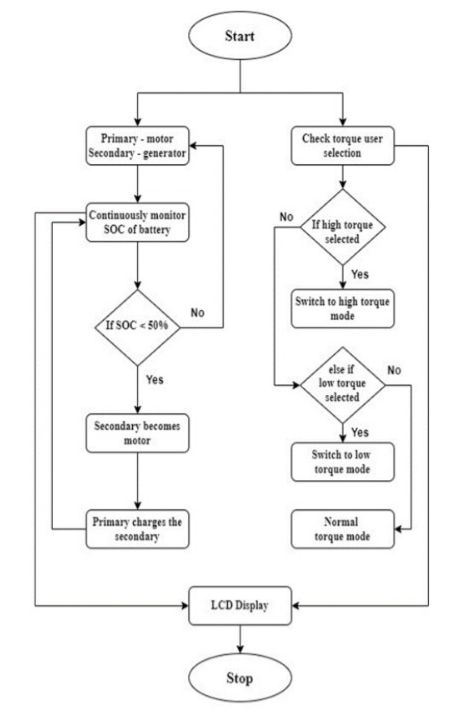 Start
Primary - motor
Secondary - generator
Check torque user
selection
Continuously monitor
SOC of battery
No
If high torque
selected
Yes
Switch to high torque
mode
If SOC < 50%
No
Yes
else if
low torque
selected
No
Yes
Secondary becomes
motor
Switch to low
torque mode
Primary charges the
secondary
Normal
torque mode
LCD Display
Stop